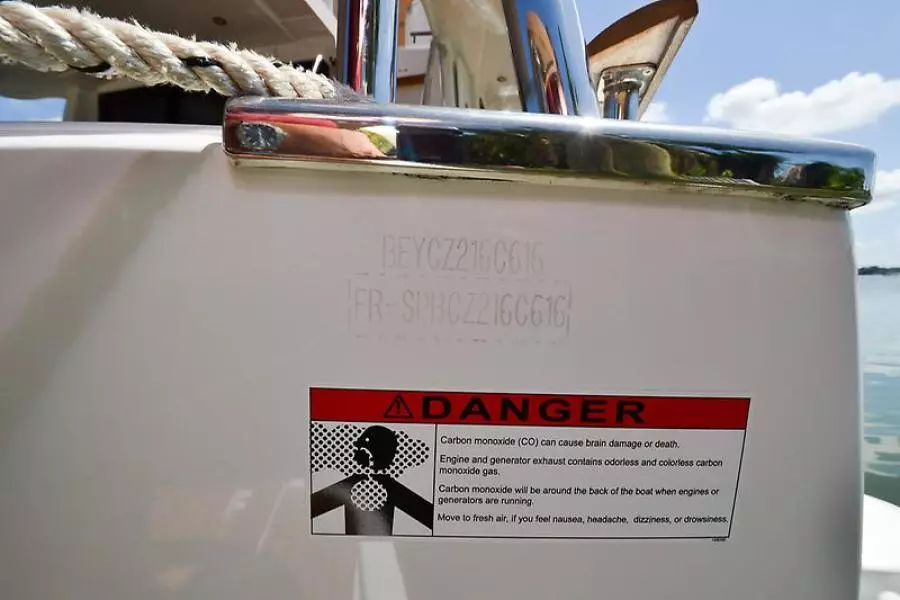 BEYCZ216C616
FR-SPBCZ216C616
DANGER
Carbon monoxide (CO) can cause brain damage or death.
Engine and generator exhaust contains odorless and colorless carbon
monoxide gas.
Carbon monoxide will be around the back of the boat when engines or
generators are running.
Move to fresh air, if you feel nausea, headache, dizziness, or drowsiness.